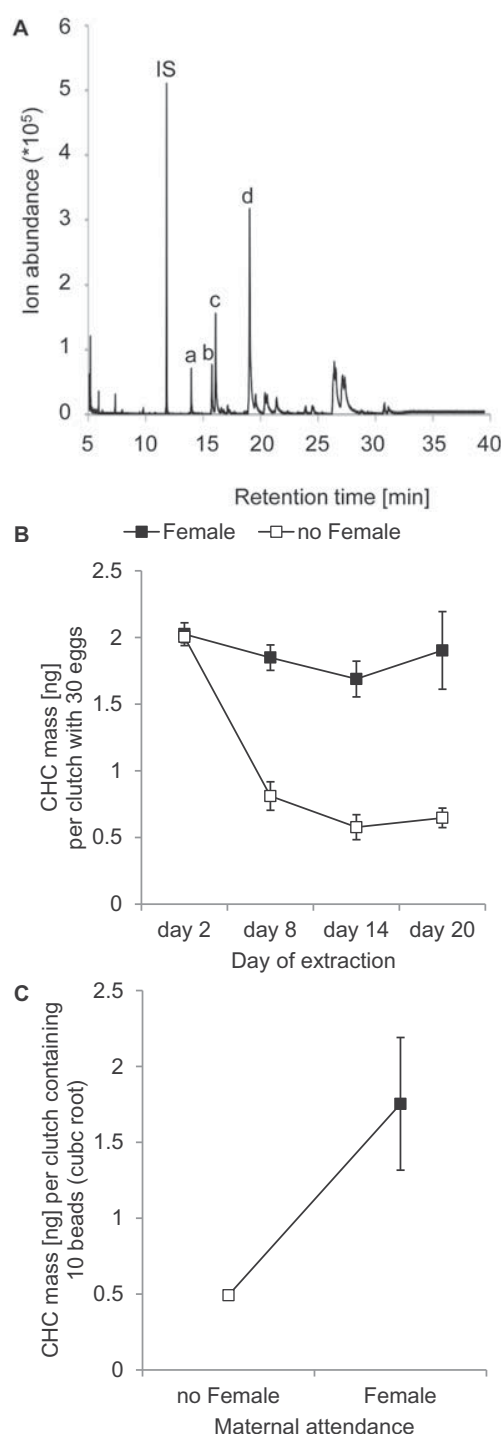 A
Ion abundance (*10⁵)
6
5
4
3
2
1
0
IS
a
b
c
d
5 10 15 20 25 30 35 40
Retention time [min]
Female no Female
B
CHC mass [ng]
per clutch with 30 eggs
2.5
2
1.5
1
0.5
0
day 2 day 8 day 14 day 20
Day of extraction
C
CHC mass [ng] per clutch containing
10 beads (cubc root)
2.5
2
1.5
1
0.5
0
no Female Female
Maternal attendance